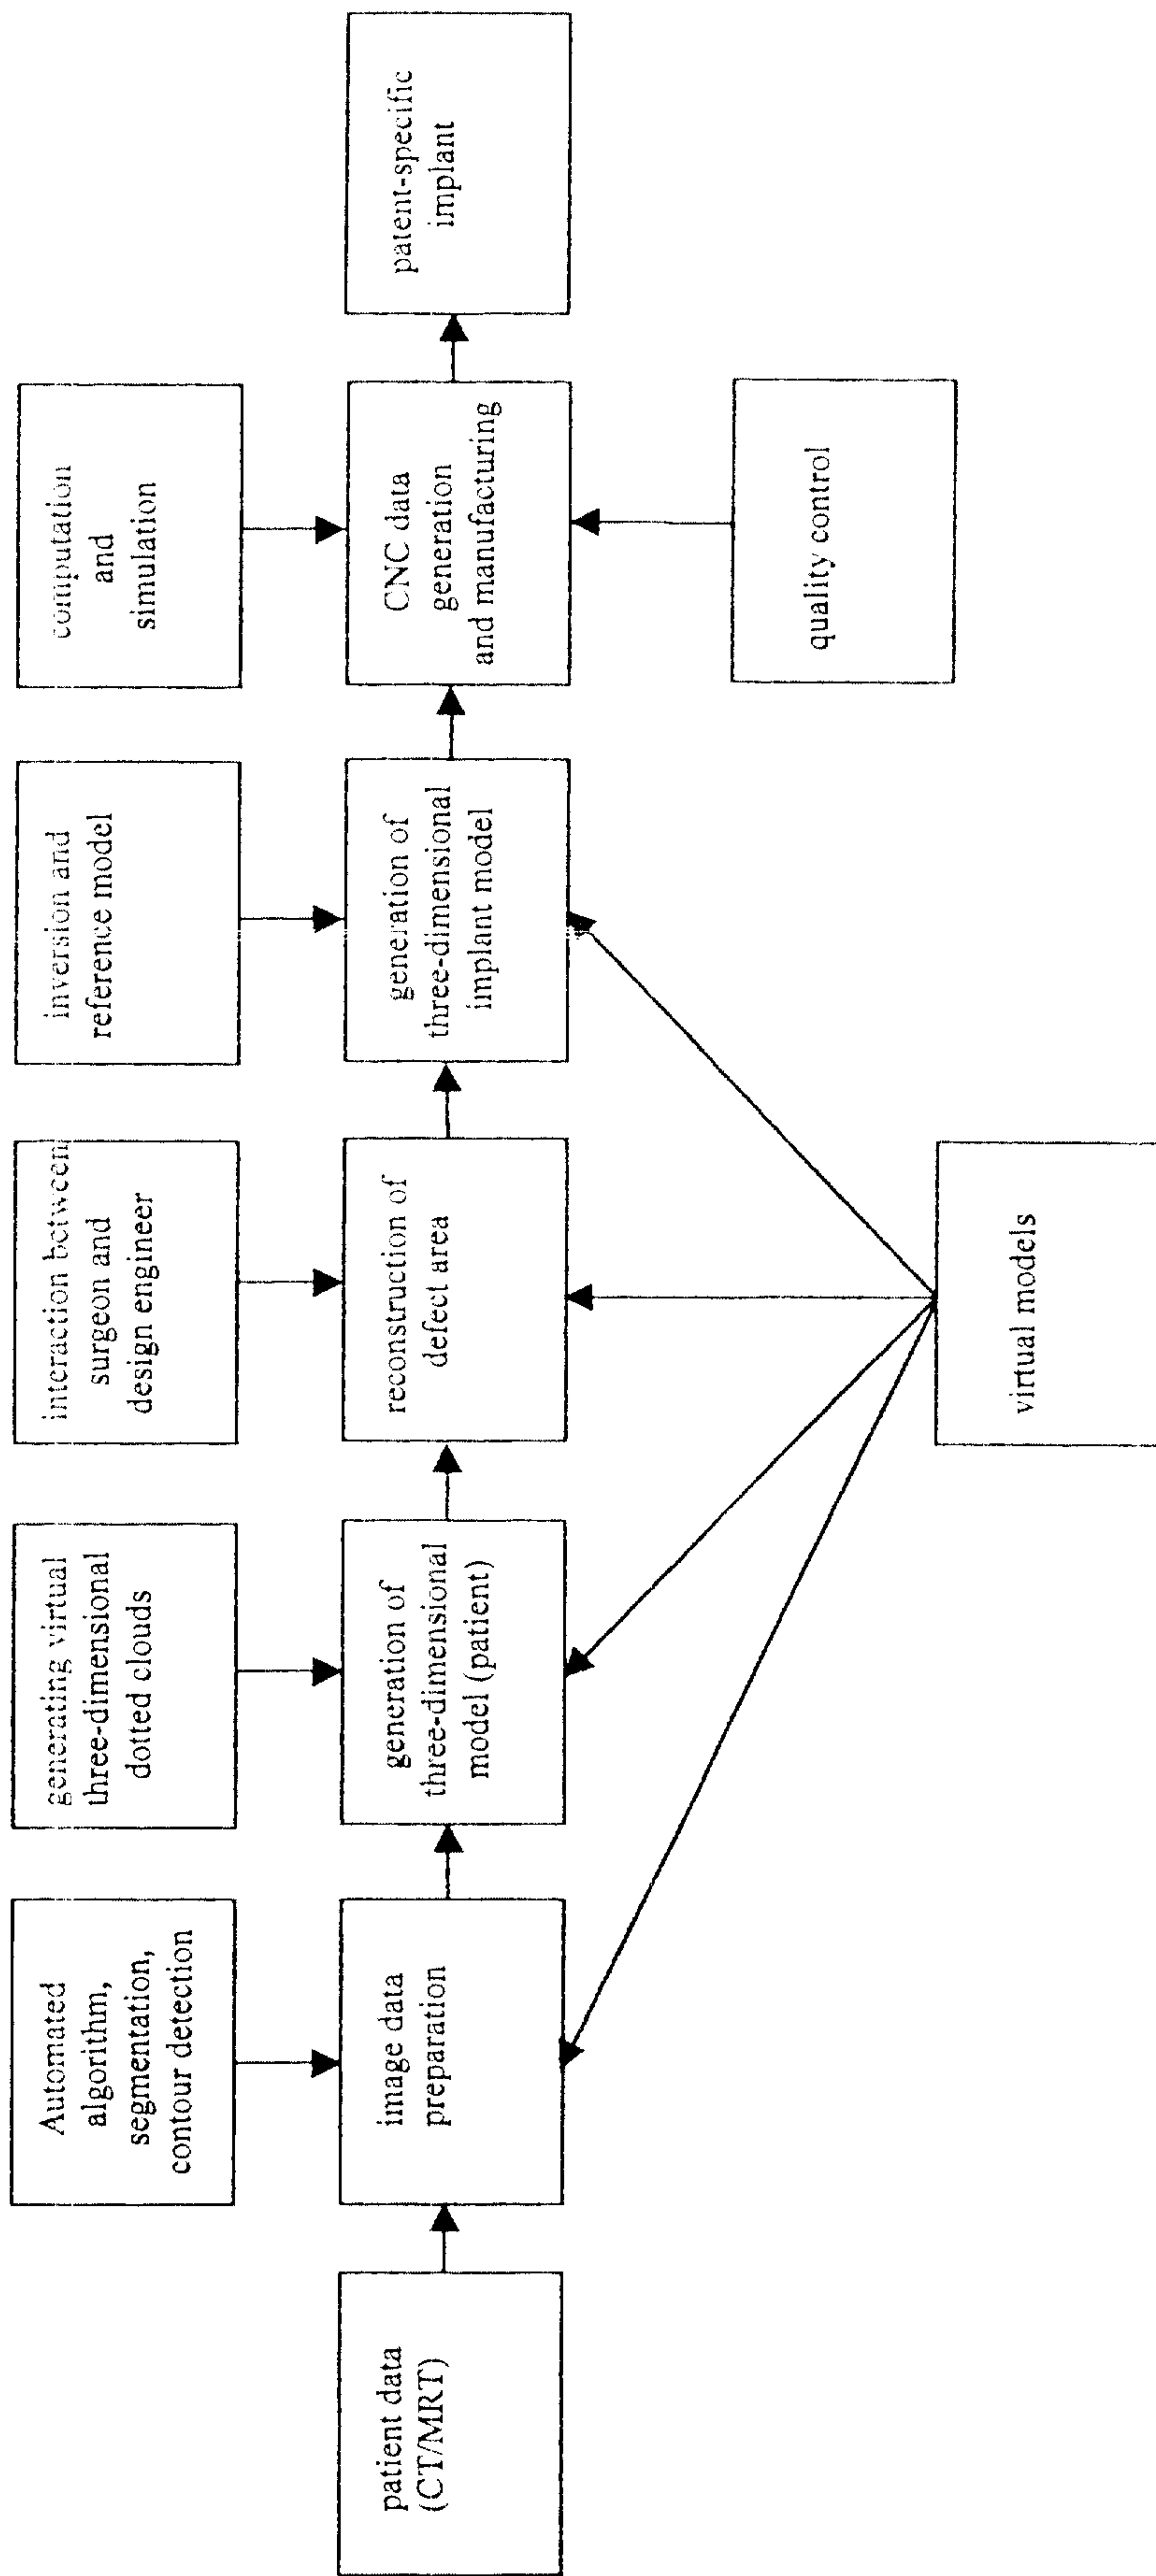 Automated
algorithm,
segmentation,
contour detection
generating virtual
three-dimensional
dotted clouds
interaction between
surgeon and
design engineer
inversion and
reference model
computation
and
simulation
patient data
(CT/MRT)
image data
preparation
generation of
three-dimensional
model (patient)
reconstruction of
defect area
generation of
three-dimensional
implant model
CNC data
generation
and manufacturing
patent-specific
implant
virtual models
quality control